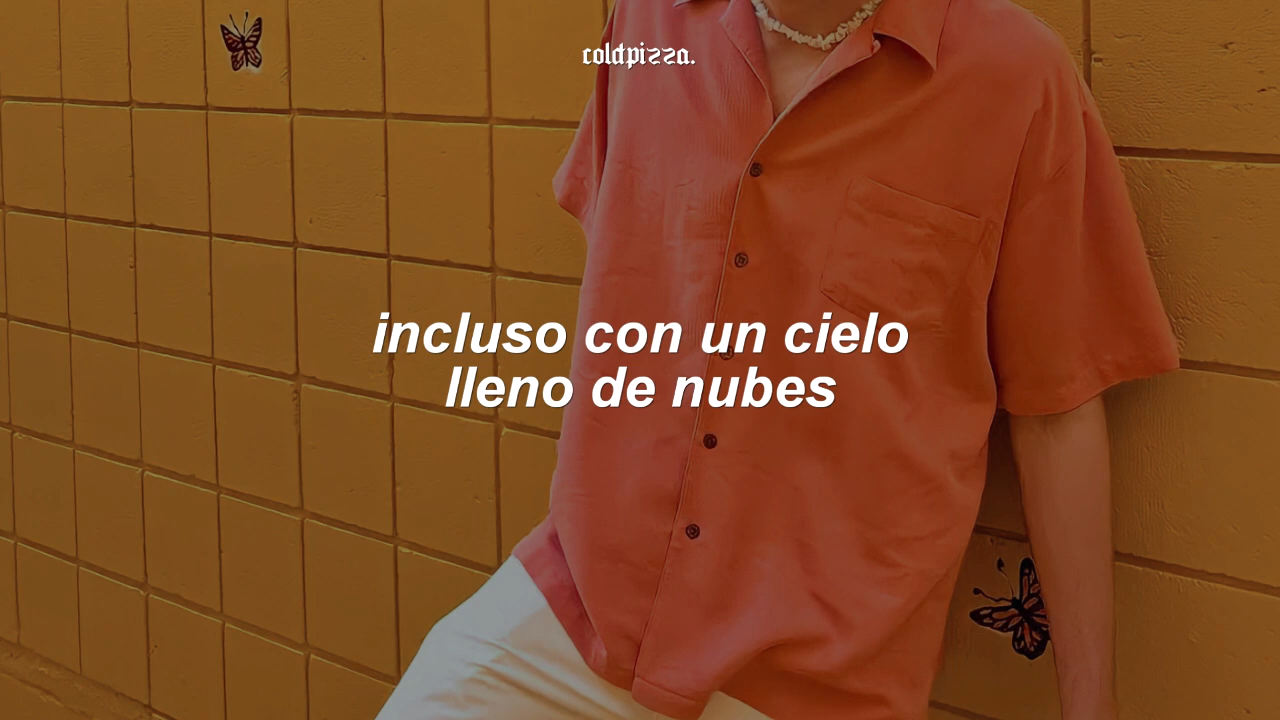 coldpizza.
incluso con un cielo
lleno de nubes